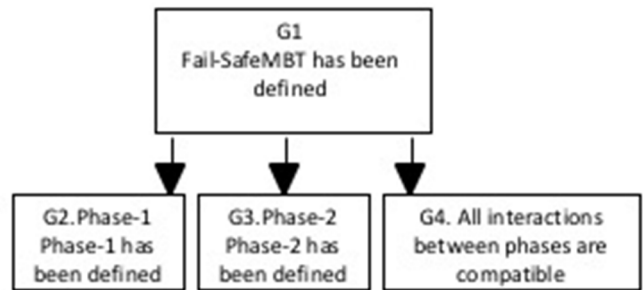 G1
Fail-SafeMBT has been
defined
G2.Phase-1
Phase-1 has
been defined
G3.Phase-2
Phase-2 has
been defined
G4. All interactions
between phases are
compatible